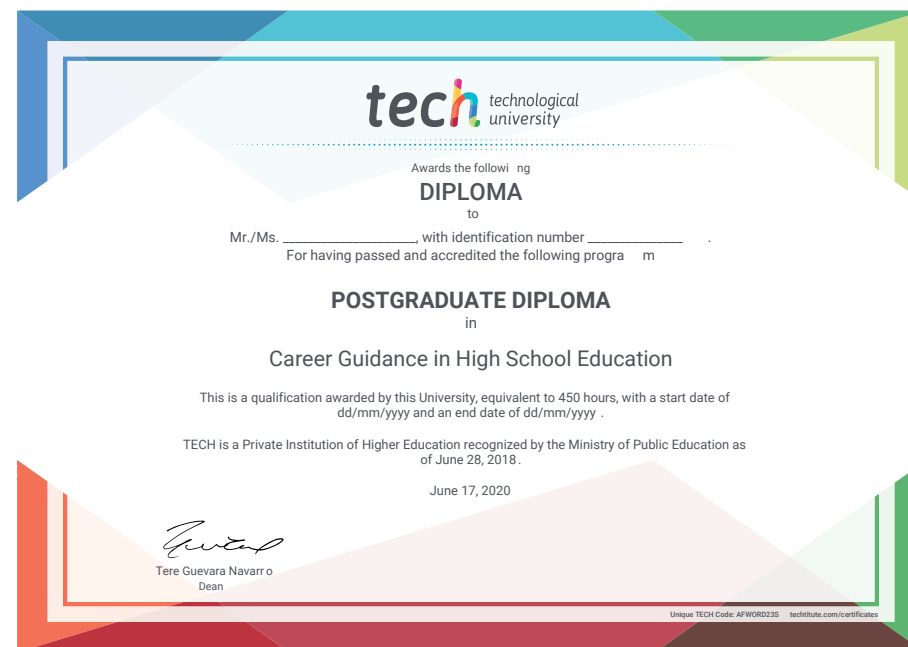 tech technological
university
Awards the followi ng
DIPLOMA
to
Mr./Ms. ____________________, with identification number ______________ .
For having passed and accredited the following progra m
POSTGRADUATE DIPLOMA
in
Career Guidance in High School Education
This is a qualification awarded by this University, equivalent to 450 hours, with a start date of
dd/mm/yyyy and an end date of dd/mm/yyyy .
TECH is a Private Institution of Higher Education recognized by the Ministry of Public Education as
of June 28, 2018 .
June 17, 2020
Tere Guevara Navarr o
Dean
Unique TECH Code: AFWORD23S techtitute.com/certificates